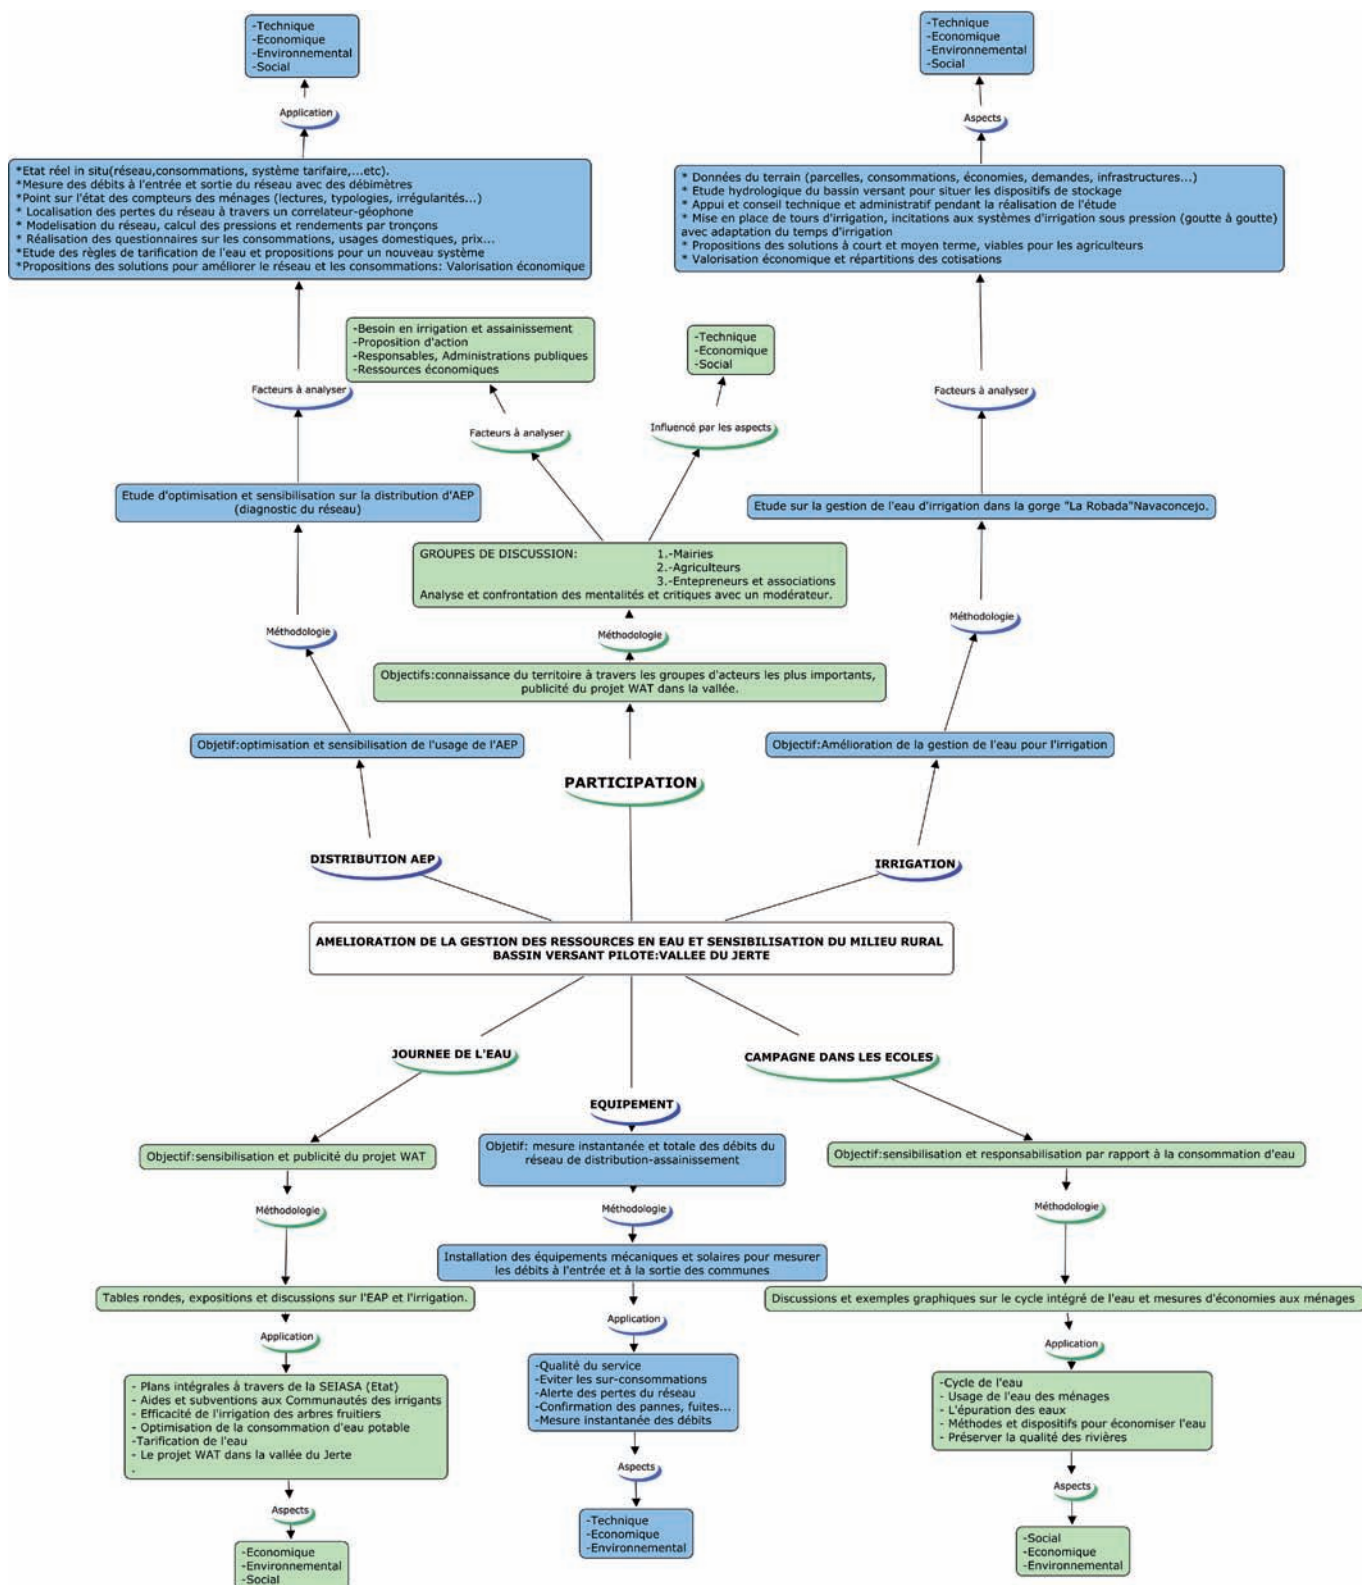 -Technique
-Economique
-Environnemental
-Social
Application
*Etat réel in situ(réseau,consommations, système tarifaire,...etc).
*Mesure des débits à l'entrée et sortie du réseau avec des débimètres
*Point sur l'état des compteurs des ménages (lectures, typologies, irrégularités...)
* Localisation des pertes du réseau à travers un correlateur-géophone
* Modelisation du réseau, calcul des pressions et rendements par tronçons
* Réalisation des questionnaires sur les consommations, usages domestiques, prix...
*Etude des règles de tarification de l'eau et propositions pour un nouveau système
*Propositions des solutions pour améliorer le réseau et les consommations: Valorisation économique
Facteurs à analyser
Etude d'optimisation et sensibilisation sur la distribution d'AEP
(diagnostic du réseau)
Méthodologie
Objetif:optimisation et sensibilisation de l'usage de l'AEP
DISTRIBUTION AEP
-Besoin en irrigation et assainissement
-Proposition d'action
-Responsables, Administrations publiques
-Ressources économiques
Facteurs à analyser
-Technique
-Economique
-Social
Influencé par les aspects
GROUPES DE DISCUSSION: 1.-Mairies
2.-Agriculteurs
3.-Entepreneurs et associations
Analyse et confrontation des mentalités et critiques avec un modérateur.
Méthodologie
Objectifs:connaissance du territoire à travers les groupes d'acteurs les plus importants,
publicité du projet WAT dans la vallée.
PARTICIPATION
-Technique
-Economique
-Environnemental
-Social
Aspects
* Données du terrain (parcelles, consommations, économies, demandes, infrastructures...)
* Etude hydrologique du bassin versant pour situer les dispositifs de stockage
* Appui et conseil technique et administratif pendant la réalisation de l'étude
* Mise en place de tours d'irrigation, incitations aux systèmes d'irrigation sous pression (goutte à goutte)
avec adaptation du temps d'irrigation
* Propositions des solutions à court et moyen terme, viables pour les agriculteurs
* Valorisation économique et répartitions des cotisations
Facteurs à analyser
Etude sur la gestion de l'eau d'irrigation dans la gorge "La Robada"Navaconcejo.
Méthodologie
Objectif:Amélioration de la gestion de l'eau pour l'irrigation
IRRIGATION
AMELIORATION DE LA GESTION DES RESSOURCES EN EAU ET SENSIBILISATION DU MILIEU RURAL
BASSIN VERSANT PILOTE:VALLEE DU JERTE
JOURNEE DE L'EAU
Objectif:sensibilisation et publicité du projet WAT
Méthodologie
Tables rondes, expositions et discussions sur l'EAP et l'irrigation.
Application
- Plans intégrales à travers de la SEIASA (Etat)
- Aides et subventions aux Communautés des irrigants
- Efficacité de l'irrigation des arbres fruitiers
- Optimisation de la consommation d'eau potable
-Tarification de l'eau
- Le projet WAT dans la vallée du Jerte
.
Aspects
-Economique
-Environnemental
-Social
EQUIPEMENT
Objetif: mesure instantanée et totale des débits du
réseau de distribution-assainissement
Méthodologie
Installation des équipements mécaniques et solaires pour mesurer
les débits à l'entrée et à la sortie des communes
Application
-Qualité du service
-Eviter les sur-consommations
-Alerte des pertes du réseau
-Confirmation des pannes, fuites...
-Mesure instantanée des débits
Aspects
-Technique
-Economique
-Environnemental
CAMPAGNE DANS LES ECOLES
Objectif:sensibilisation et responsabilisation par rapport à la consommation d'eau
Méthodologie
Discussions et exemples graphiques sur le cycle intégré de l'eau et mesures d'économies aux ménages
Application
-Cycle de l'eau
- Usage de l'eau des ménages
- L'épuration des eaux
- Méthodes et dispositifs pour économiser l'eau
- Préserver la qualité des rivières
Aspects
-Social
-Economique
-Environnemental